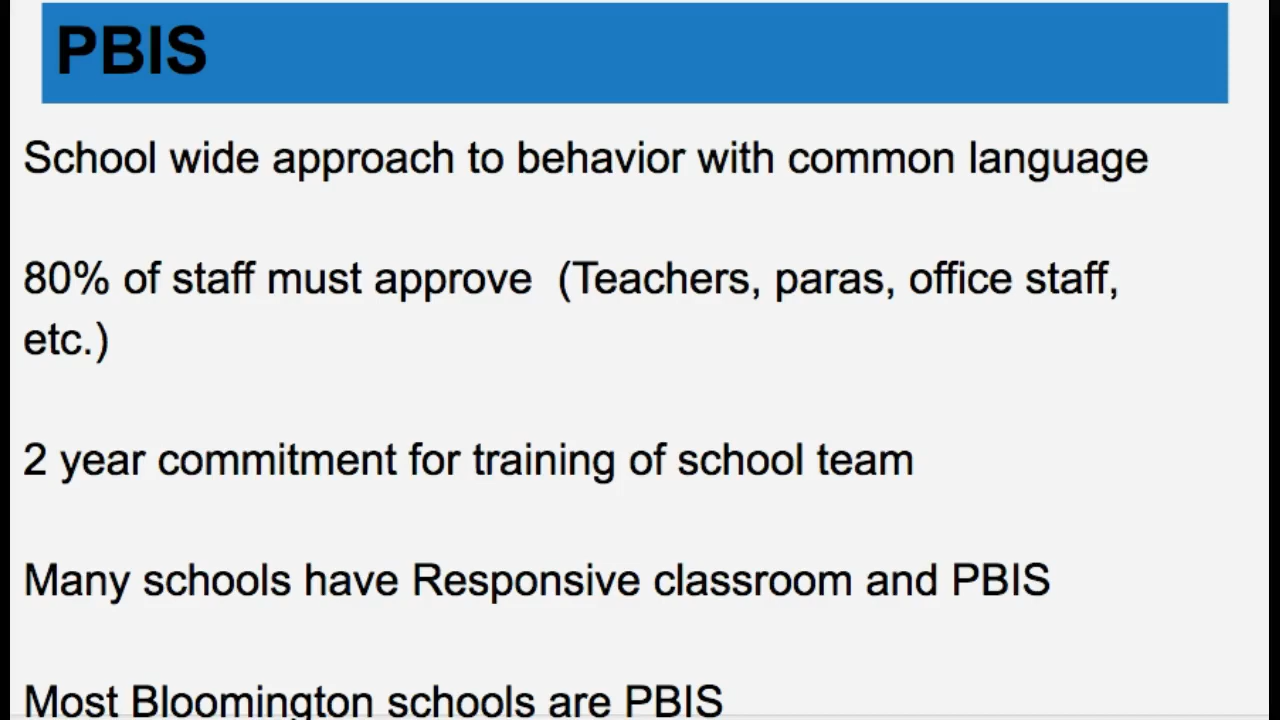 PBIS
School wide approach to behavior with common language
80% of staff must approve  (Teachers, paras, office staff,
etc.)
2 year commitment for training of school team
Many schools have Responsive classroom and PBIS
Most Bloomington schools are PBIS